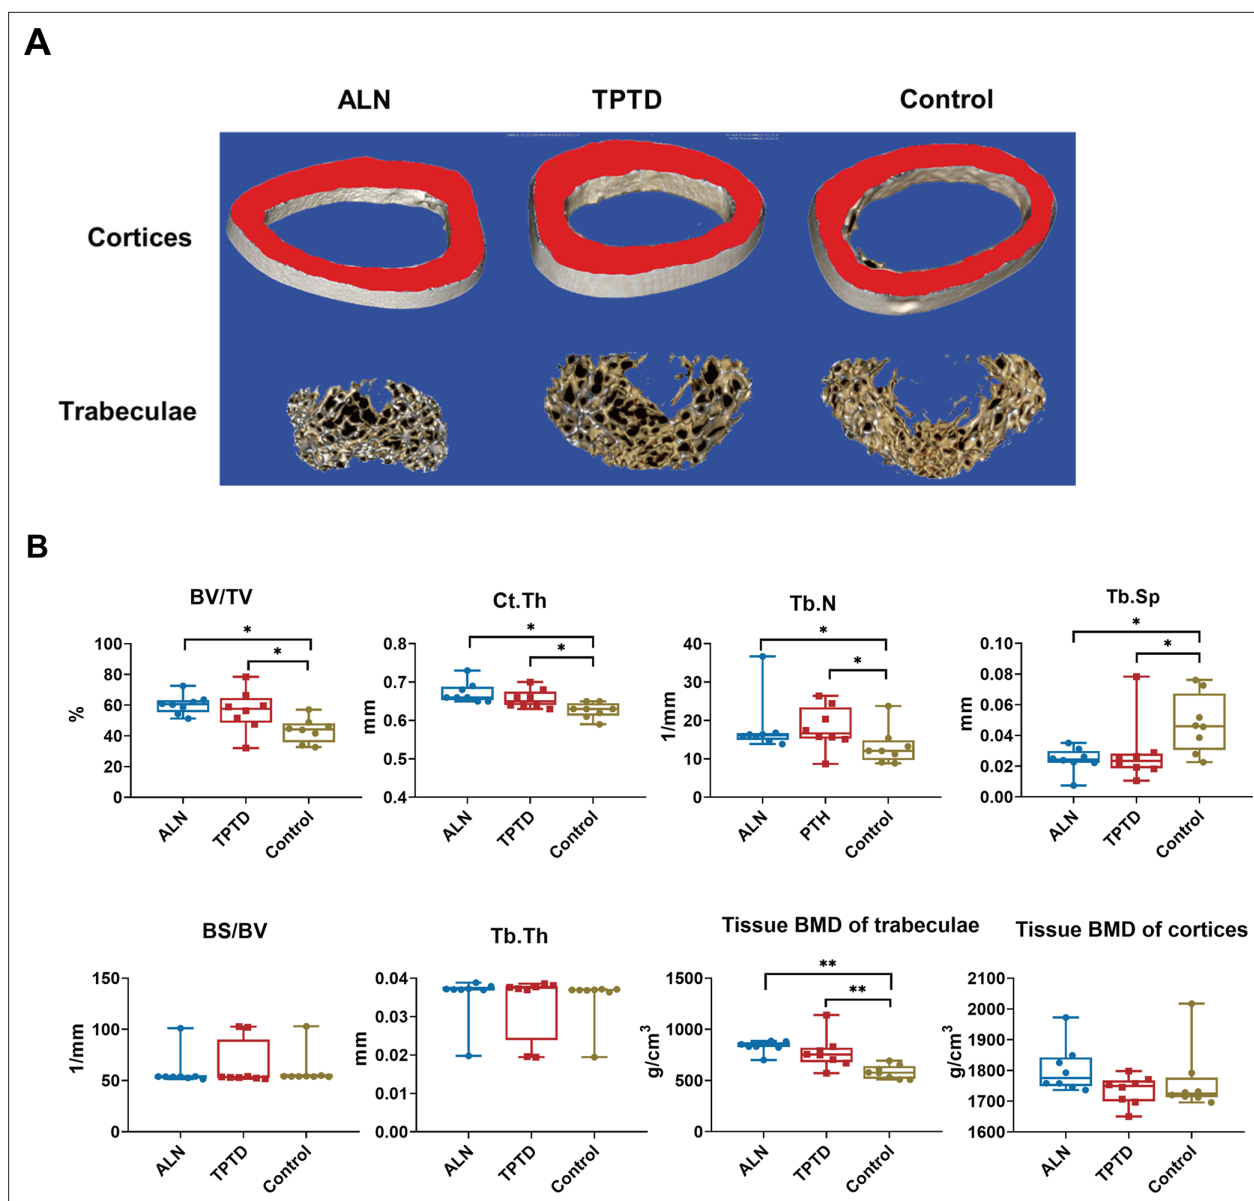 A
ALN TPTD Control
Cortices
Trabeculae
B
BV/TV
%
100
80
60
40
20
0
*
*
ALN TPTD Control
Ct.Th
mm
0.8
0.7
0.6
0.5
0.4
*
*
ALN TPTD Control
Tb.N
1/mm
40
30
20
10
0
*
*
ALN PTH Control
Tb.Sp
mm
0.10
0.08
0.06
0.04
0.02
0.00
*
*
ALN TPTD Control
BS/BV
1/mm
150
100
50
0
ALN TPTD Control
Tb.Th
mm
0.04
0.03
0.02
0.01
0.00
ALN TPTD Control
Tissue BMD of trabeculae
g/cm³
1500
1000
500
0
**
**
ALN TPTD Control
Tissue BMD of cortices
g/cm³
2100
2000
1900
1800
1700
1600
ALN TPTD Control